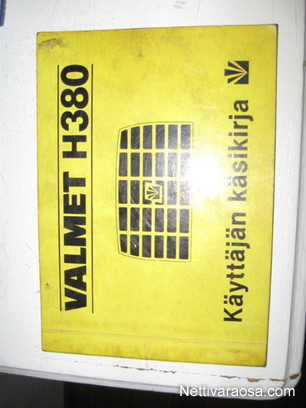 VALMET H380
Käyttäjän käsikirja
Nettivaraosa.com